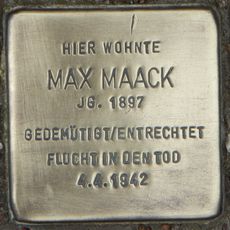 HIER WOHNTE
MAX MAACK
JG. 1897
GEDEMÜTIGT/ENTRECHTET
FLUCHT IN DEN TOD
4.4.1942